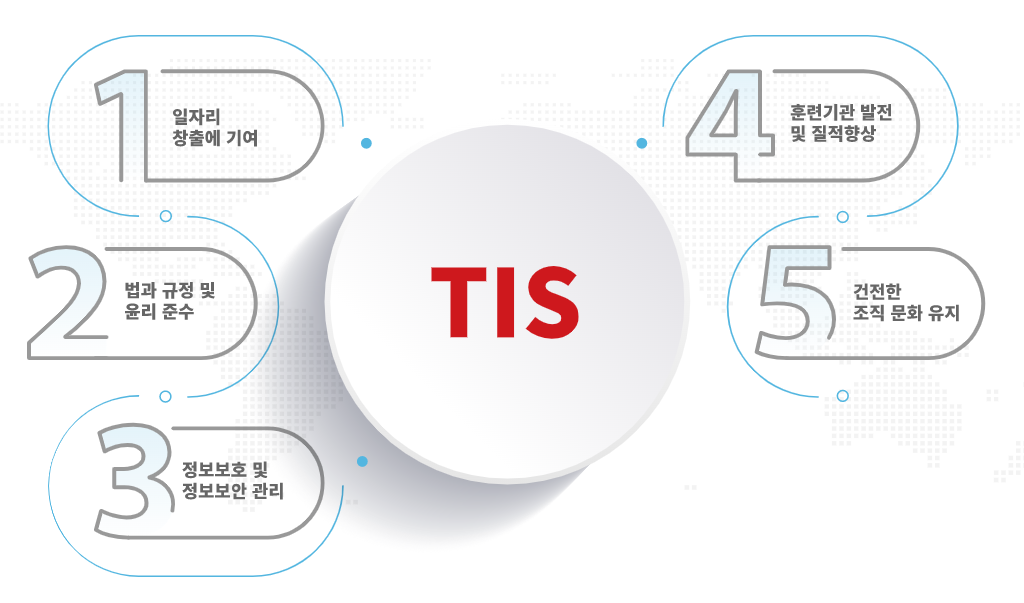 1
일자리
창출에 기여
2
법과 규정 및
윤리 준수
3
정보보호 및
정보보안 관리
TIS
4
훈련기관 발전
및 질적향상
5
건전한
조직 문화 유지